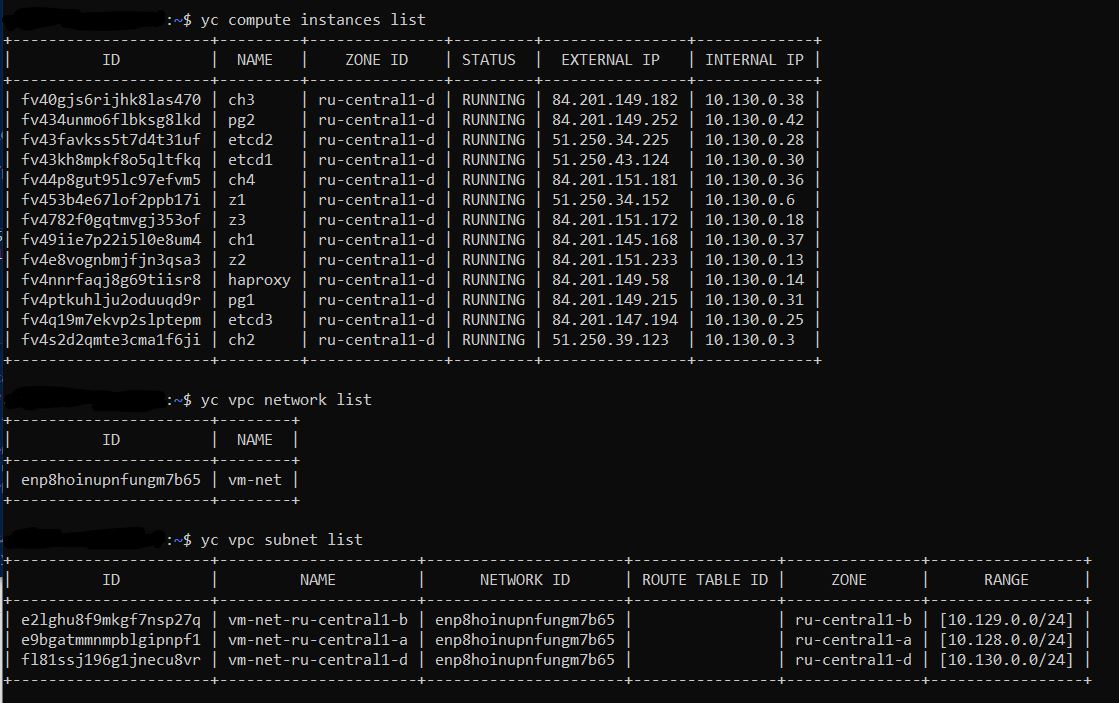 :~$ yc compute instances list
+----------------------+---------+---------------+---------+----------------+-------------+
| ID | NAME | ZONE ID | STATUS | EXTERNAL IP | INTERNAL IP |
+----------------------+---------+---------------+---------+----------------+-------------+
| fv40gjs6rijhk8las470 | ch3 | ru-central1-d | RUNNING | 84.201.149.182 | 10.130.0.38 |
| fv434unmo6flbksg8lkd | pg2 | ru-central1-d | RUNNING | 84.201.149.252 | 10.130.0.42 |
| fv43favkss5t7d4t31uf | etcd2 | ru-central1-d | RUNNING | 51.250.34.225 | 10.130.0.28 |
| fv43kh8mpkf8o5qltfkq | etcd1 | ru-central1-d | RUNNING | 51.250.43.124 | 10.130.0.30 |
| fv44p8gut95lc97efvm5 | ch4 | ru-central1-d | RUNNING | 84.201.151.181 | 10.130.0.36 |
| fv453b4e67lof2ppb17i | z1 | ru-central1-d | RUNNING | 51.250.34.152 | 10.130.0.6 |
| fv4782f0gqtmvgj353of | z3 | ru-central1-d | RUNNING | 84.201.151.172 | 10.130.0.18 |
| fv49iie7p22i5l0e8um4 | ch1 | ru-central1-d | RUNNING | 84.201.145.168 | 10.130.0.37 |
| fv4e8vognbmjfjn3qsa3 | z2 | ru-central1-d | RUNNING | 84.201.151.233 | 10.130.0.13 |
| fv4nnrfaqj8g69tiisr8 | haproxy | ru-central1-d | RUNNING | 84.201.149.58 | 10.130.0.14 |
| fv4ptkuhlju2oduuqd9r | pg1 | ru-central1-d | RUNNING | 84.201.149.215 | 10.130.0.31 |
| fv4q19m7ekvp2slptepm | etcd3 | ru-central1-d | RUNNING | 84.201.147.194 | 10.130.0.25 |
| fv4s2d2qmte3cma1f6ji | ch2 | ru-central1-d | RUNNING | 51.250.39.123 | 10.130.0.3 |
+----------------------+---------+---------------+---------+----------------+-------------+
:~$ yc vpc network list
+----------------------+--------+
| ID | NAME |
+----------------------+--------+
| enp8hoinupnfungm7b65 | vm-net |
+----------------------+--------+
:~$ yc vpc subnet list
+----------------------+----------------------+----------------------+----------------+---------------+-----------------+
| ID | NAME | NETWORK ID | ROUTE TABLE ID | ZONE | RANGE |
+----------------------+----------------------+----------------------+----------------+---------------+-----------------+
| e2lghu8f9mkgf7nsp27q | vm-net-ru-central1-b | enp8hoinupnfungm7b65 | | ru-central1-b | [10.129.0.0/24] |
| e9bgatmmnmpblgipnpf1 | vm-net-ru-central1-a | enp8hoinupnfungm7b65 | | ru-central1-a | [10.128.0.0/24] |
| fl81ssj196g1jnecu8vr | vm-net-ru-central1-d | enp8hoinupnfungm7b65 | | ru-central1-d | [10.130.0.0/24] |
+----------------------+----------------------+----------------------+----------------+---------------+-----------------+